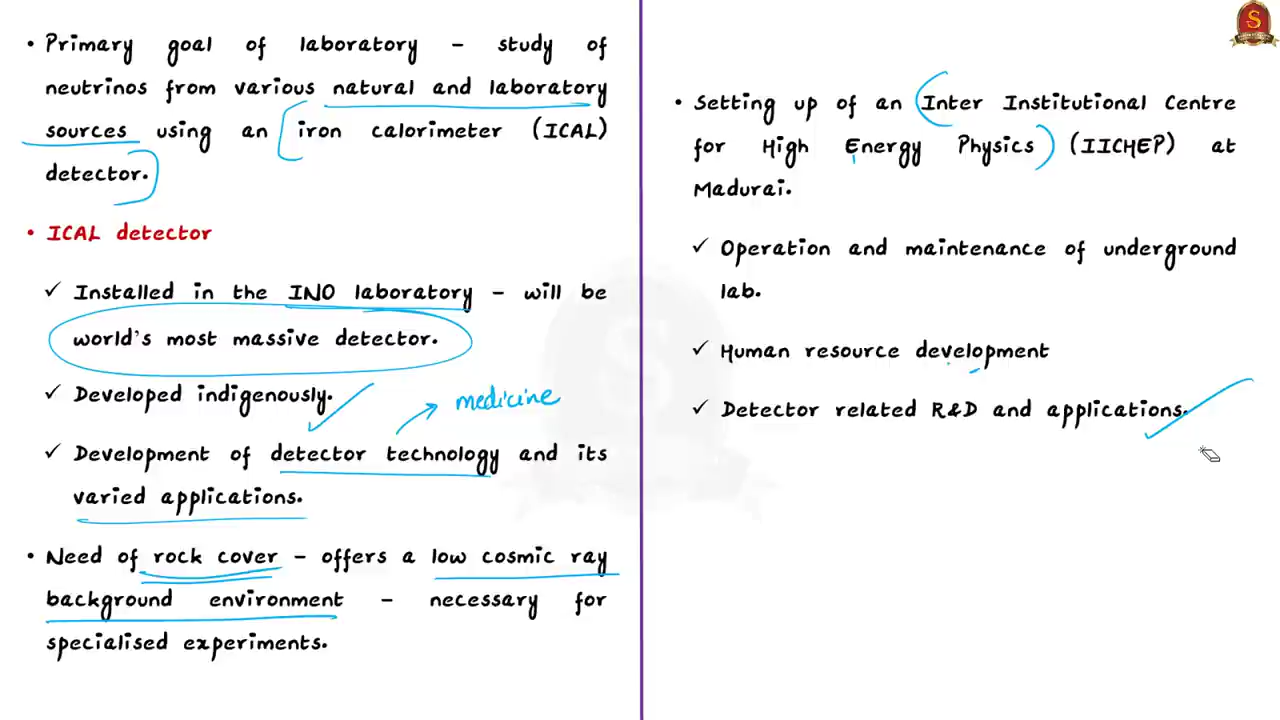 • Primary goal of laboratory – study of
neutrinos from various natural and laboratory
sources using an iron calorimeter (ICAL)
detector.
• ICAL detector
✓ Installed in the INO laboratory – will be
world's most massive detector.
✓ Developed indigenously.
medicine
✓ Development of detector technology and its
varied applications.
• Need of rock cover – offers a low cosmic ray
background environment – necessary for
specialised experiments.
• Setting up of an Inter Institutional Centre
for High Energy Physics (IICHEP) at
Madurai.
✓ Operation and maintenance of underground
lab.
✓ Human resource development
✓ Detector related R&D and applications.
S